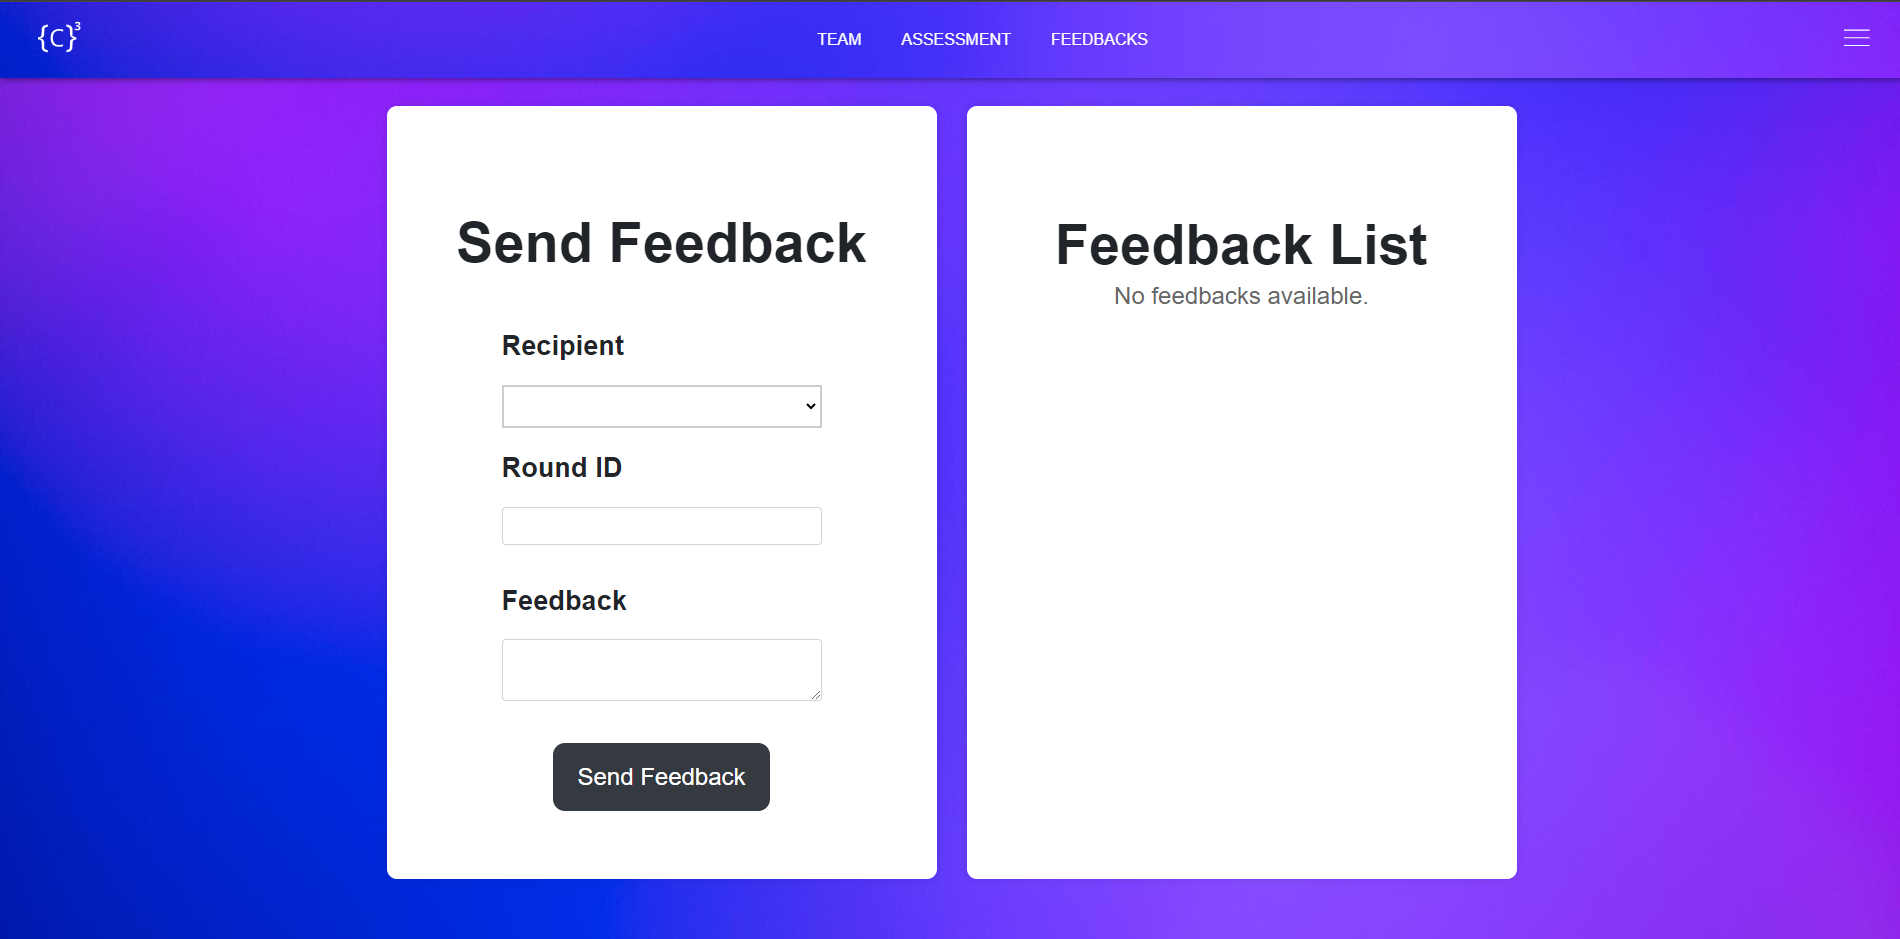 {C}³
TEAM ASSESSMENT FEEDBACKS
Send Feedback
Recipient
Round ID
Feedback
Send Feedback
Feedback List
No feedbacks available.